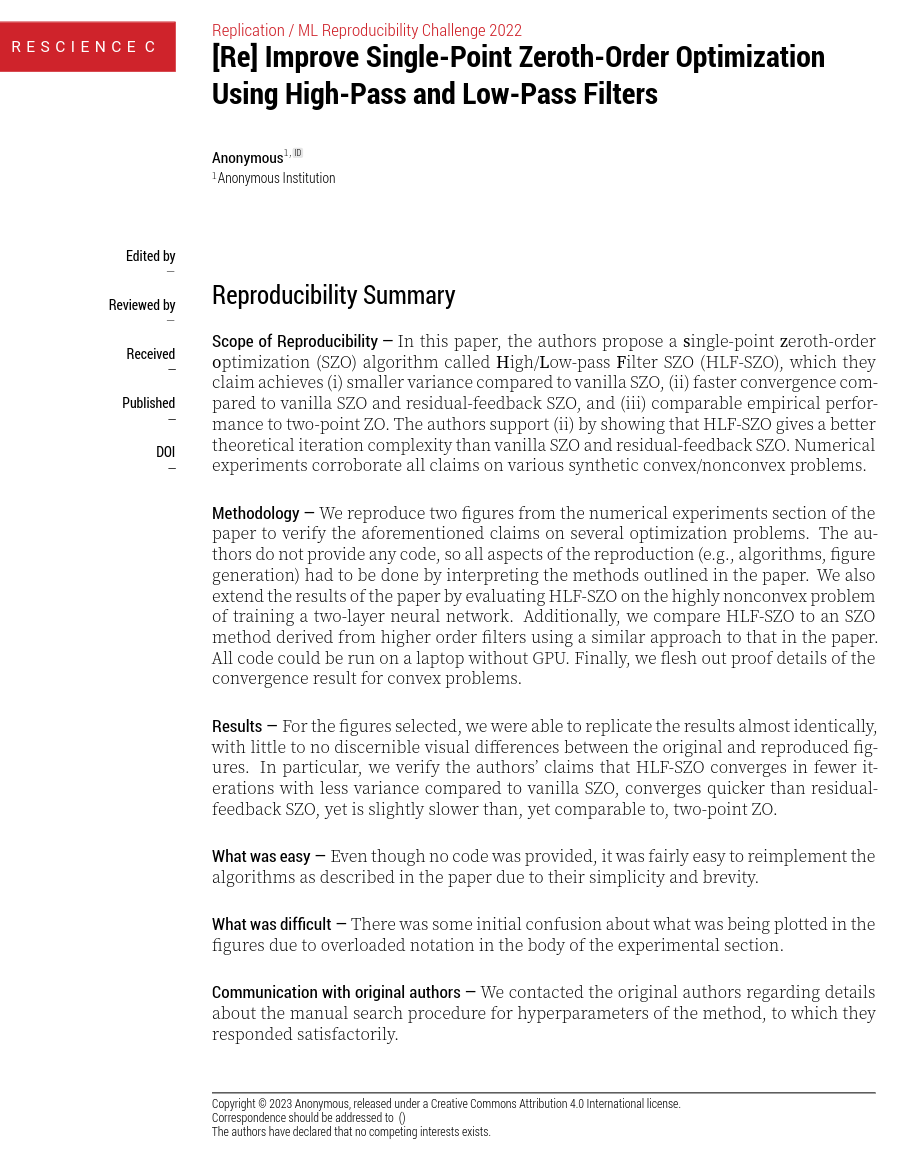 RESCIENCE C
Replication / ML Reproducibility Challenge 2022
[Re] Improve Single-Point Zeroth-Order Optimization
Using High-Pass and Low-Pass Filters
Anonymous1, ID
1Anonymous Institution
Edited by
–
Reviewed by
–
Received
–
Published
–
DOI
–
Reproducibility Summary
Scope of Reproducibility — In this paper, the authors propose a single-point zeroth-order
optimization (SZO) algorithm called High/Low-pass Filter SZO (HLF-SZO), which they
claim achieves (i) smaller variance compared to vanilla SZO, (ii) faster convergence com-
pared to vanilla SZO and residual-feedback SZO, and (iii) comparable empirical perfor-
mance to two-point ZO. The authors support (ii) by showing that HLF-SZO gives a better
theoretical iteration complexity than vanilla SZO and residual-feedback SZO. Numerical
experiments corroborate all claims on various synthetic convex/nonconvex problems.
Methodology — We reproduce two figures from the numerical experiments section of the
paper to verify the aforementioned claims on several optimization problems. The au-
thors do not provide any code, so all aspects of the reproduction (e.g., algorithms, figure
generation) had to be done by interpreting the methods outlined in the paper. We also
extend the results of the paper by evaluating HLF-SZO on the highly nonconvex problem
of training a two-layer neural network. Additionally, we compare HLF-SZO to an SZO
method derived from higher order filters using a similar approach to that in the paper.
All code could be run on a laptop without GPU. Finally, we flesh out proof details of the
convergence result for convex problems.
Results — For the figures selected, we were able to replicate the results almost identically,
with little to no discernible visual differences between the original and reproduced fig-
ures. In particular, we verify the authors’ claims that HLF-SZO converges in fewer it-
erations with less variance compared to vanilla SZO, converges quicker than residual-
feedback SZO, yet is slightly slower than, yet comparable to, two-point ZO.
What was easy — Even though no code was provided, it was fairly easy to reimplement the
algorithms as described in the paper due to their simplicity and brevity.
What was difficult — There was some initial confusion about what was being plotted in the
figures due to overloaded notation in the body of the experimental section.
Communication with original authors — We contacted the original authors regarding details
about the manual search procedure for hyperparameters of the method, to which they
responded satisfactorily.
Copyright © 2023 Anonymous, released under a Creative Commons Attribution 4.0 International license.
Correspondence should be addressed to ()
The authors have declared that no competing interests exists.